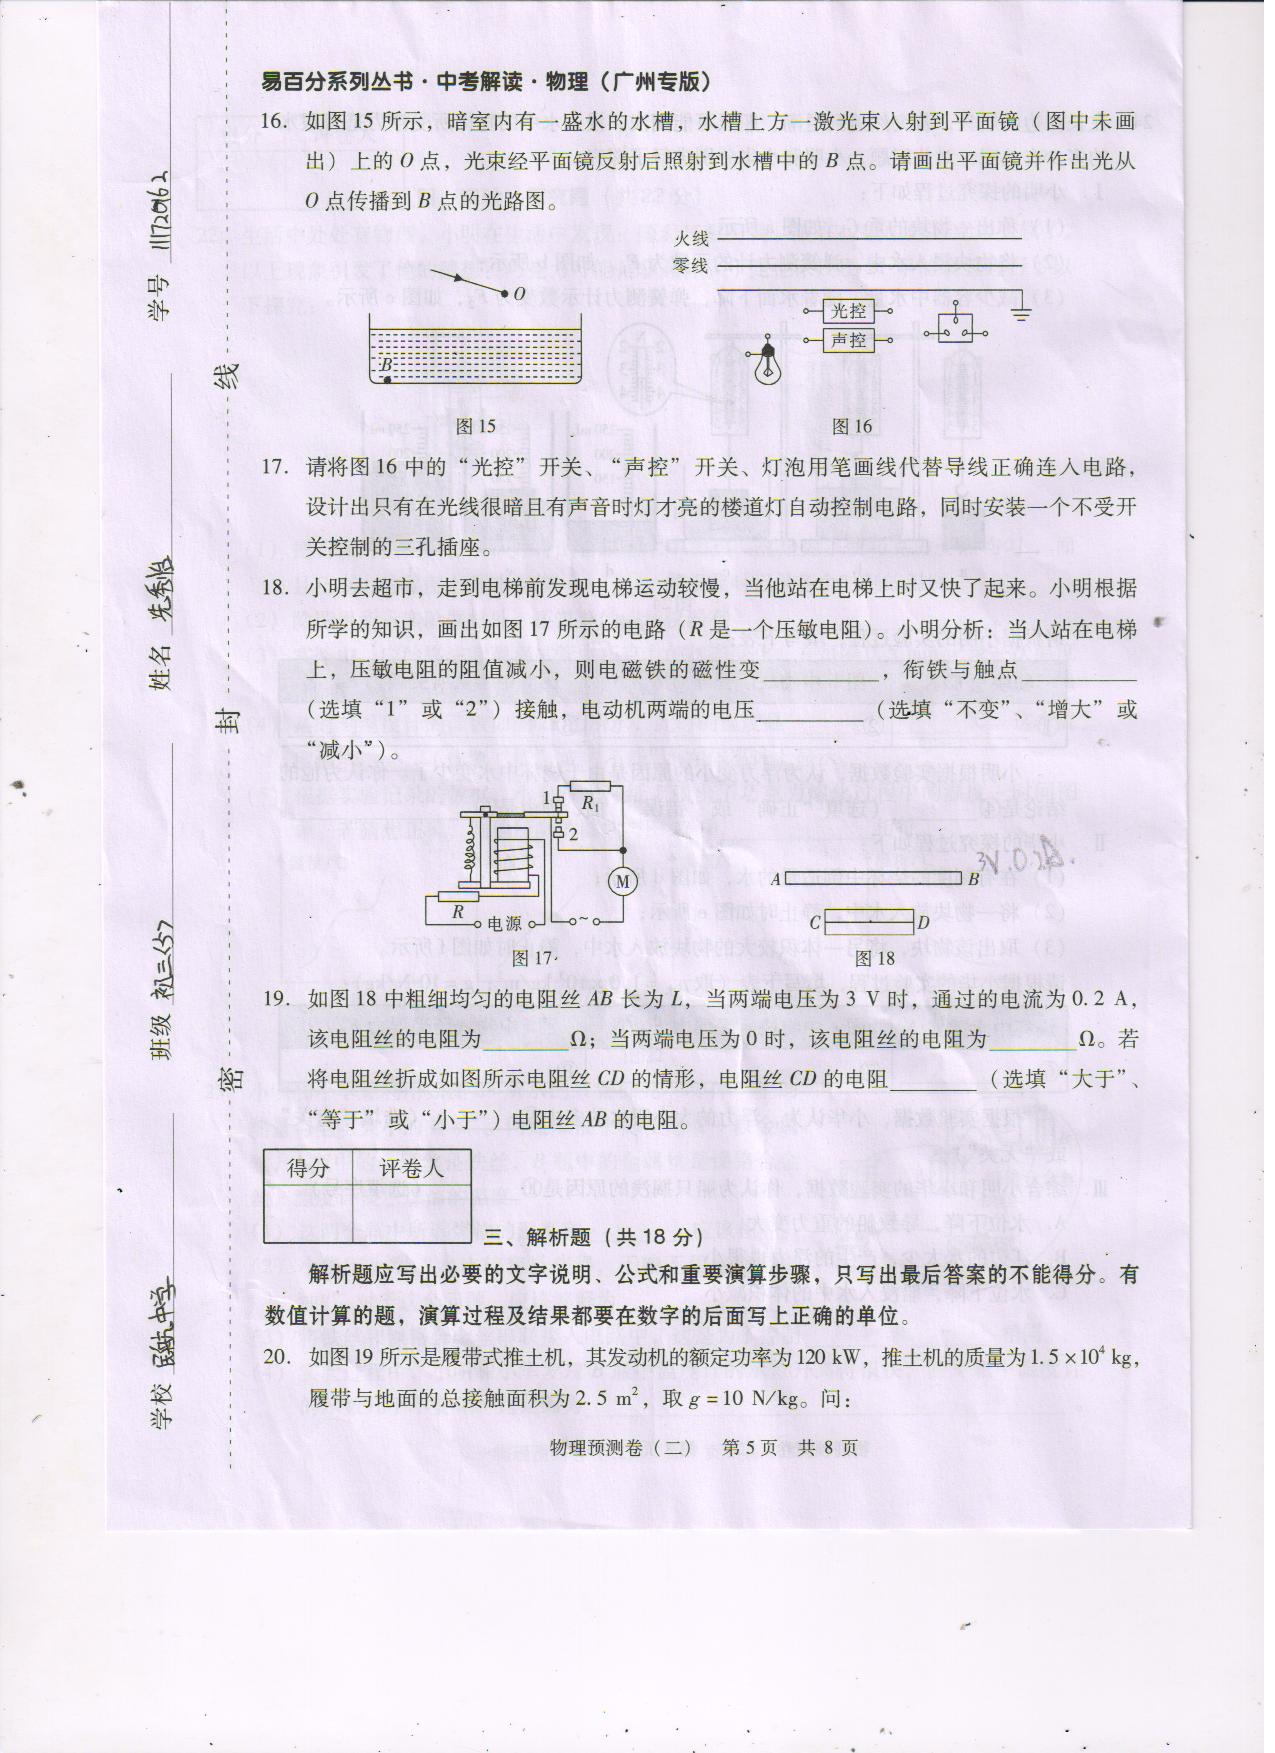 易百分系列丛书·中考解读·物理（广州专版）
16. 如图15所示，暗室内有一盛水的水槽，水槽上方一激光束入射到平面镜（图中未画
出）上的O点，光束经平面镜反射后照射到水槽中的B点。请画出平面镜并作出光从
O点传播到B点的光路图。
火线
零线
光控
声控
O
B
图15
图16
17. 请将图16中的“光控”开关、“声控”开关、灯泡用笔画线代替导线正确连入电路，
设计出只有在光线很暗且有声音时灯才亮的楼道灯自动控制电路，同时安装一个不受开
关控制的三孔插座。
18. 小明去超市，走到电梯前发现电梯运动较慢，当他站在电梯上时又快了起来。小明根据
所学的知识，画出如图17所示的电路（R是一个压敏电阻）。小明分析：当人站在电梯
上，压敏电阻的阻值减小，则电磁铁的磁性变__________，衔铁与触点__________
（选填“1”或“2”）接触，电动机两端的电压__________（选填“不变”、“增大”或
“减小”）。
1
R₁
2
M
R
电源
~
图17
A
B
C
D
图18
19. 如图18中粗细均匀的电阻丝AB长为L，当两端电压为3 V时，通过的电流为0.2 A，
该电阻丝的电阻为________Ω；当两端电压为0时，该电阻丝的电阻为________Ω。若
将电阻丝折成如图所示电阻丝CD的情形，电阻丝CD的电阻________（选填“大于”、
“等于”或“小于”）电阻丝AB的电阻。
得分 评卷人
三、解析题（共18分）
解析题应写出必要的文字说明、公式和重要演算步骤，只写出最后答案的不能得分。有
数值计算的题，演算过程及结果都要在数字的后面写上正确的单位。
20. 如图19所示是履带式推土机，其发动机的额定功率为120 kW，推土机的质量为1.5×10⁴ kg，
履带与地面的总接触面积为2.5 m²，取g=10 N/kg。问：
物理预测卷（二） 第5页 共8页
学校
中学
班级 初三
姓名
学号
密
封
线